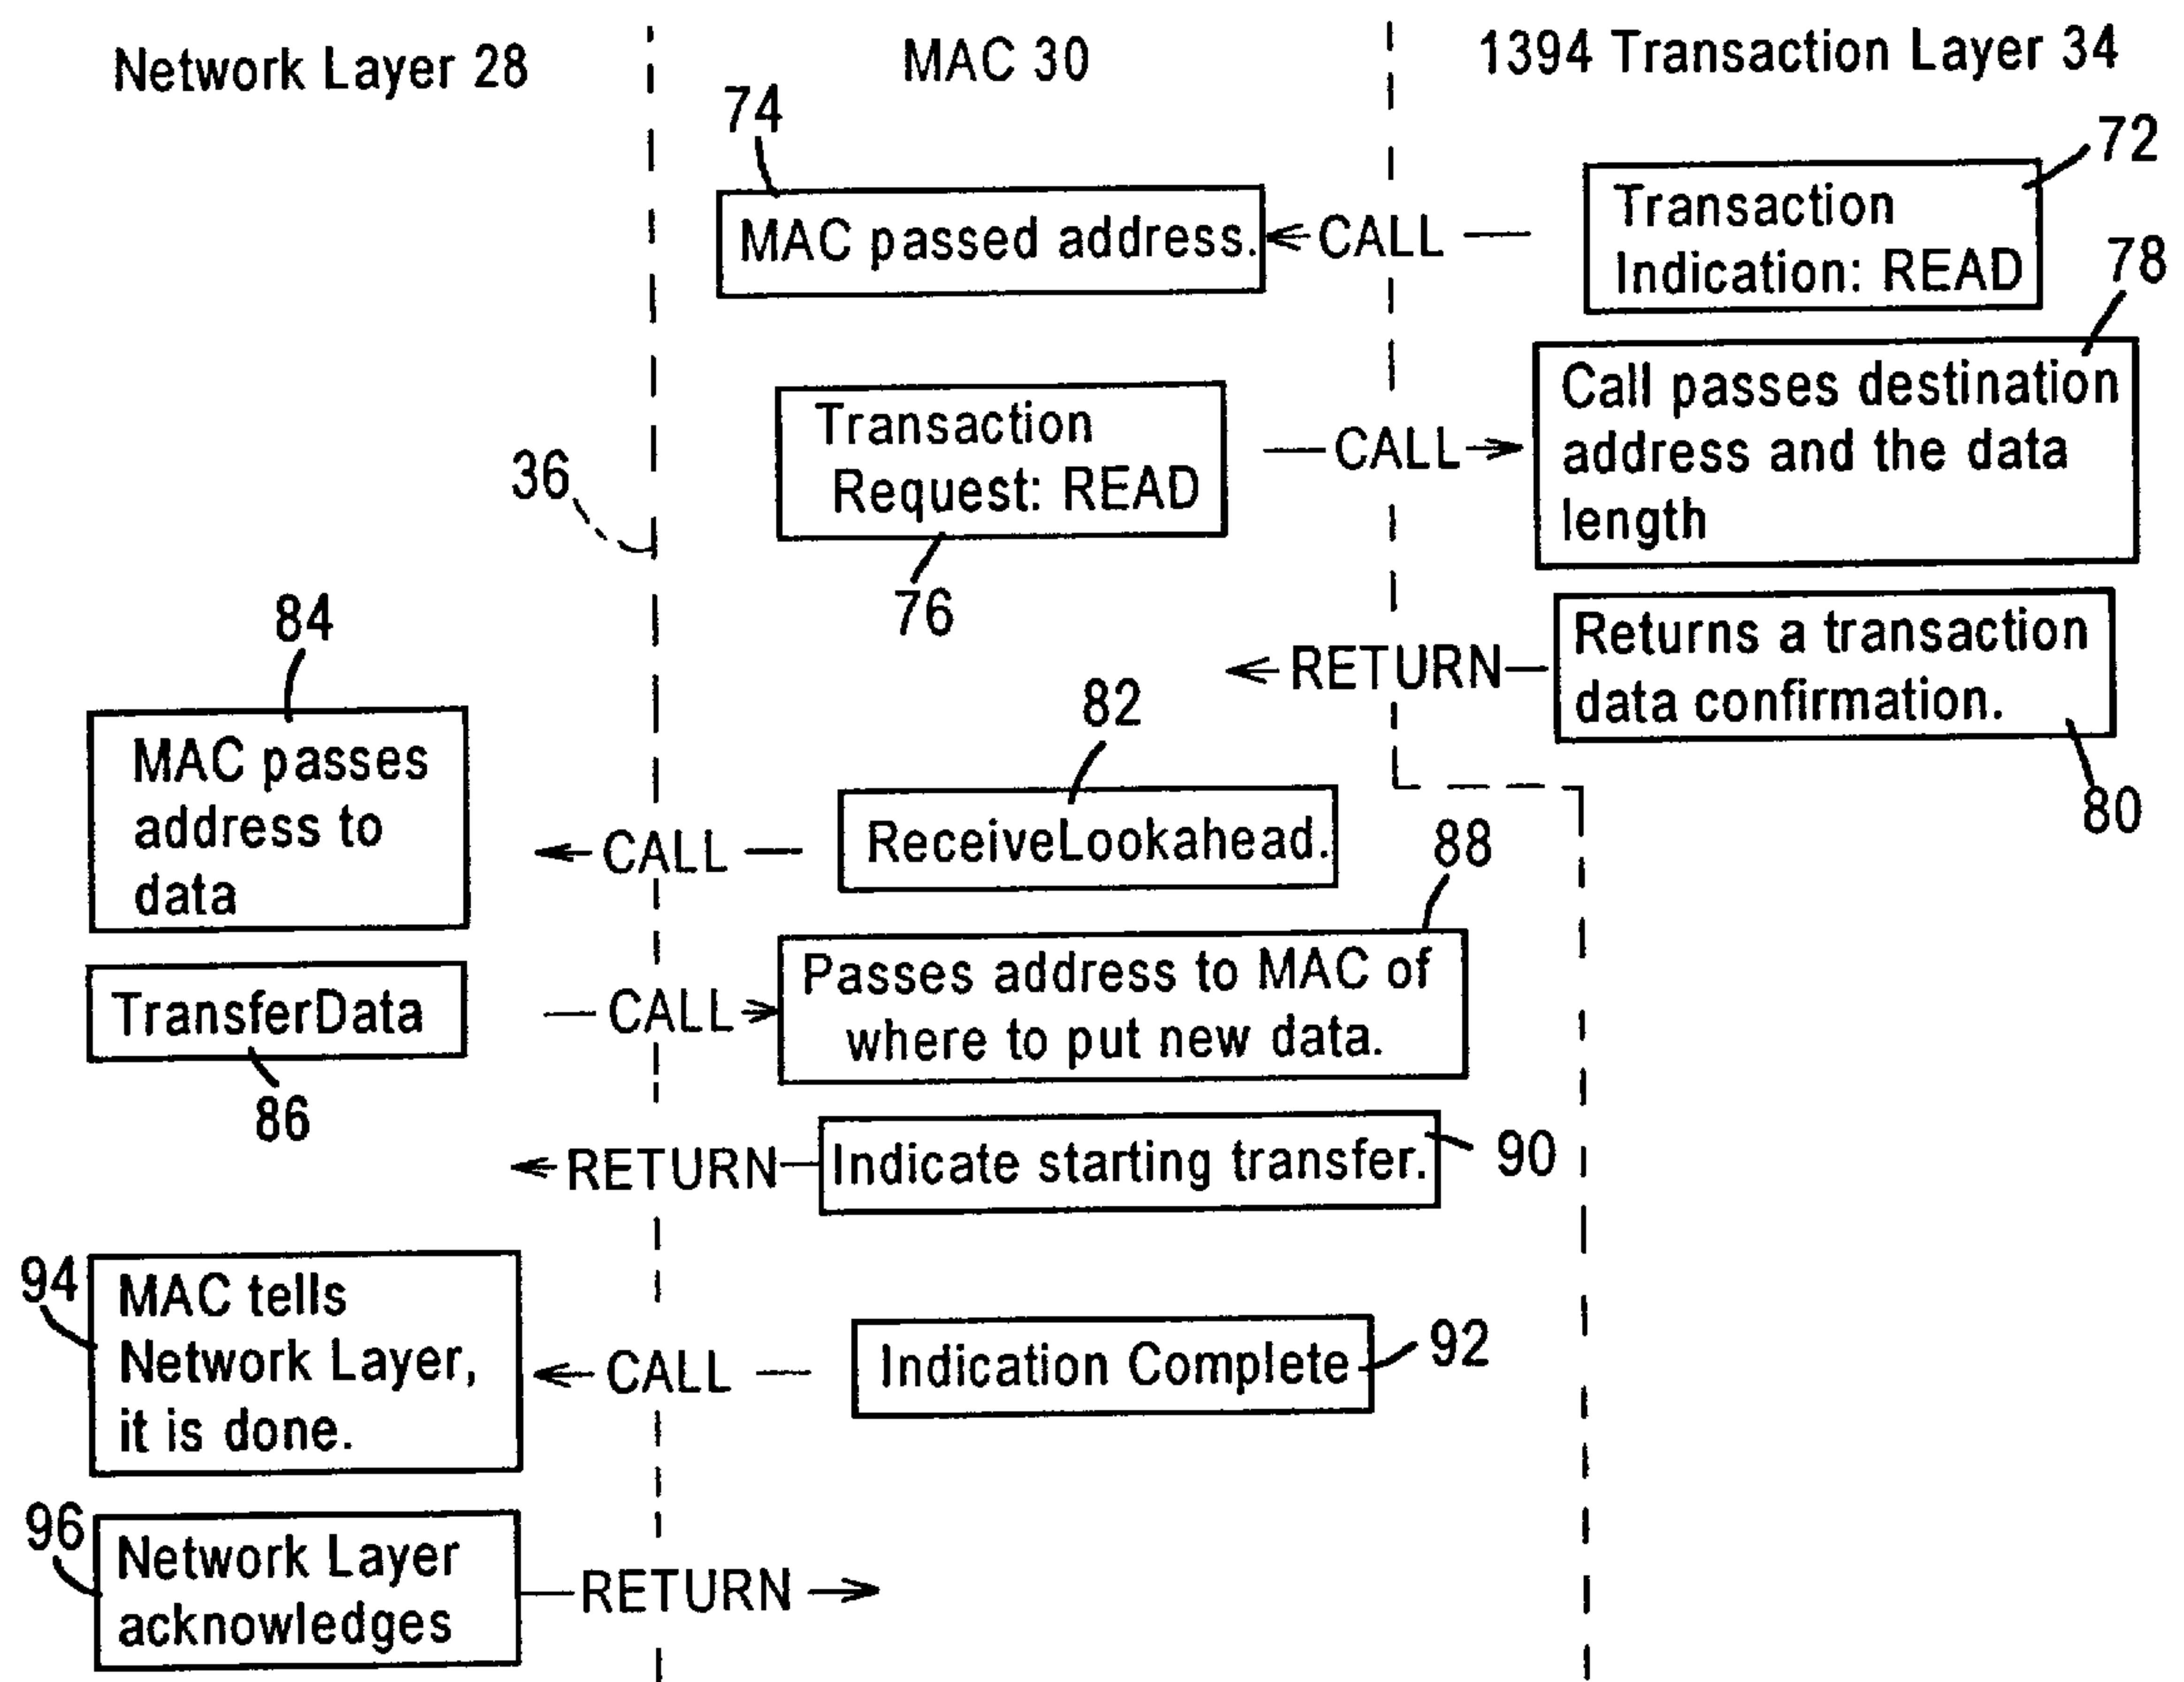 Network Layer 28
MAC 30
1394 Transaction Layer 34
74
72
MAC passed address.
CALL
Transaction
Indication: READ
78
Transaction
Request: READ
CALL
Call passes destination
address and the data
length
36
76
RETURN
Returns a transaction
data confirmation.
80
84
82
MAC passes
address to
data
CALL
ReceiveLookahead.
88
TransferData
CALL
Passes address to MAC of
where to put new data.
86
RETURN
Indicate starting transfer.
90
94
MAC tells
Network Layer,
it is done.
CALL
Indication Complete
92
96
Network Layer
acknowledges
RETURN